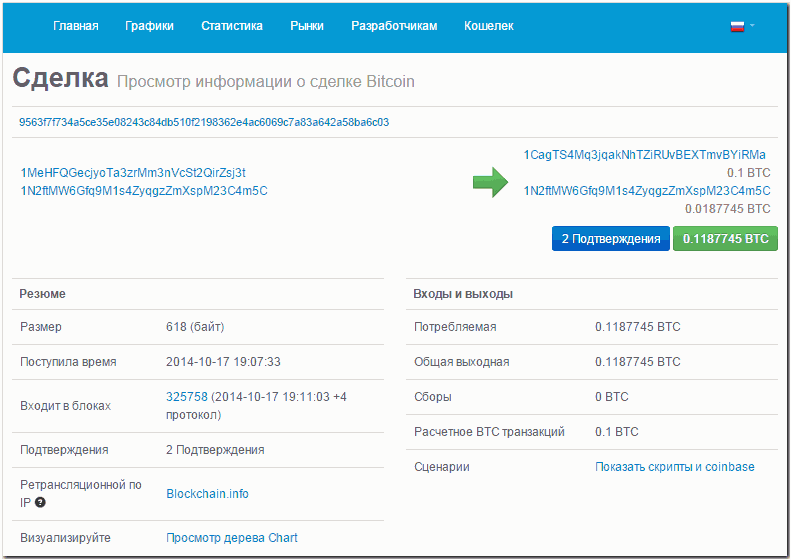 Главная Графики Статистика Рынки Разработчикам Кошелек
Сделка Просмотр информации о сделке Bitcoin
9563f7f734a5ce35e08243c84db510f2198362e4ac6069c7a83a642a58ba6c03
1MeHFQGecjyoTa3zrMm3nVcSt2QirZsj3t
1N2ftMW6Gfq9M1s4ZyqgzZmXspM23C4m5C
1CagTS4Mq3jqakNhTZiRUvBEXTmvBYiRMa
0.1 BTC
1N2ftMW6Gfq9M1s4ZyqgzZmXspM23C4m5C
0.0187745 BTC
2 Подтверждения 0.1187745 BTC
Резюме
Размер 618 (байт)
Поступила время 2014-10-17 19:07:33
Входит в блоках 325758 (2014-10-17 19:11:03 +4
протокол)
Подтверждения 2 Подтверждения
Ретрансляционной по
IP Blockchain.info
Визуализируйте Просмотр дерева Chart
Входы и выходы
Потребляемая 0.1187745 BTC
Общая выходная 0.1187745 BTC
Сборы 0 BTC
Расчетное BTC транзакций 0.1 BTC
Сценарии Показать скрипты и coinbase